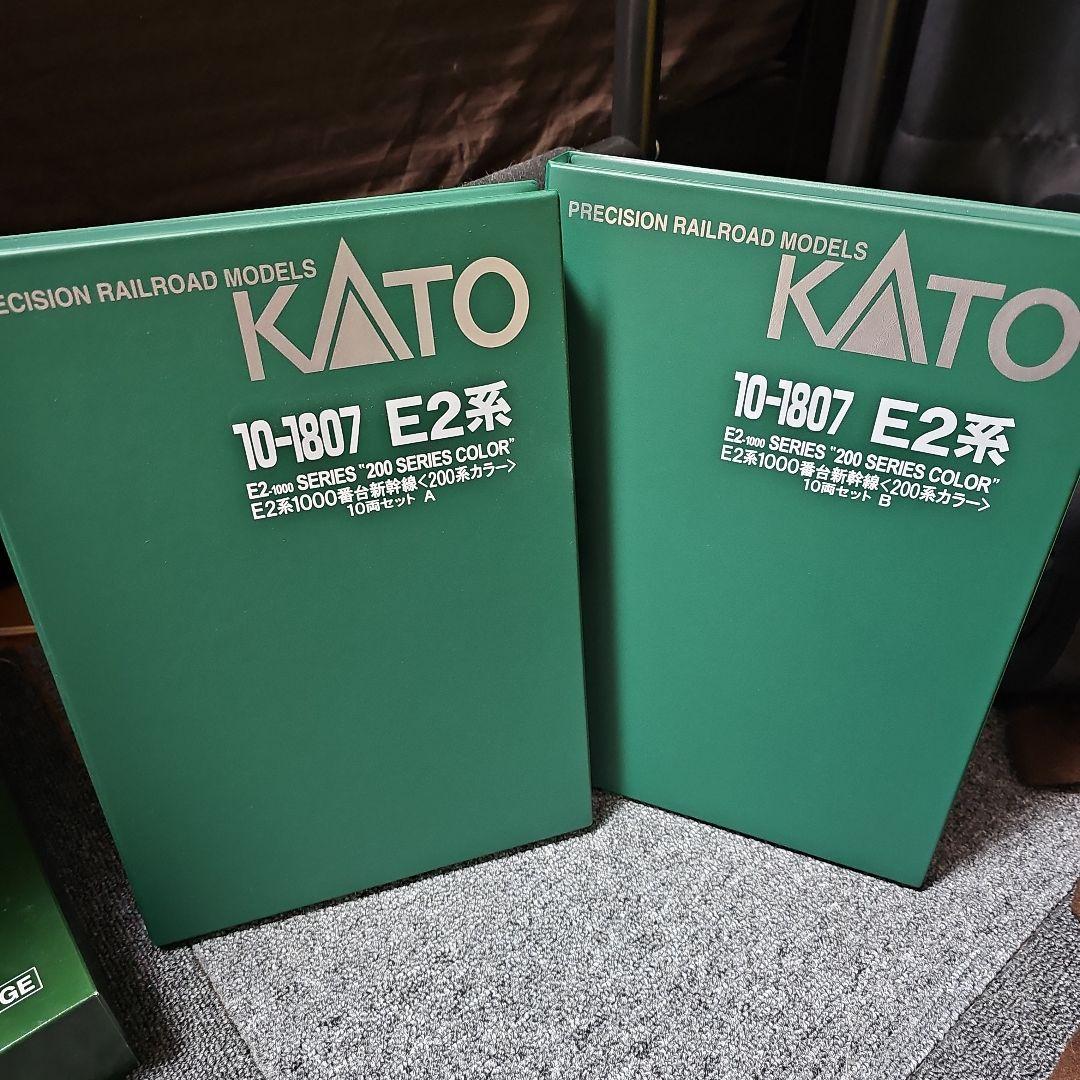 ECISION RAILROAD MODELS
KATO
10-1807 E2系
E2-1000 SERIES "200 SERIES COLOR"
E2系1000番台新幹線<200系カラー>
10両セット A
PRECISION RAILROAD MODELS
KATO
10-1807 E2系
E2-1000 SERIES "200 SERIES COLOR"
E2系1000番台新幹線<200系カラー>
10両セット B
GE